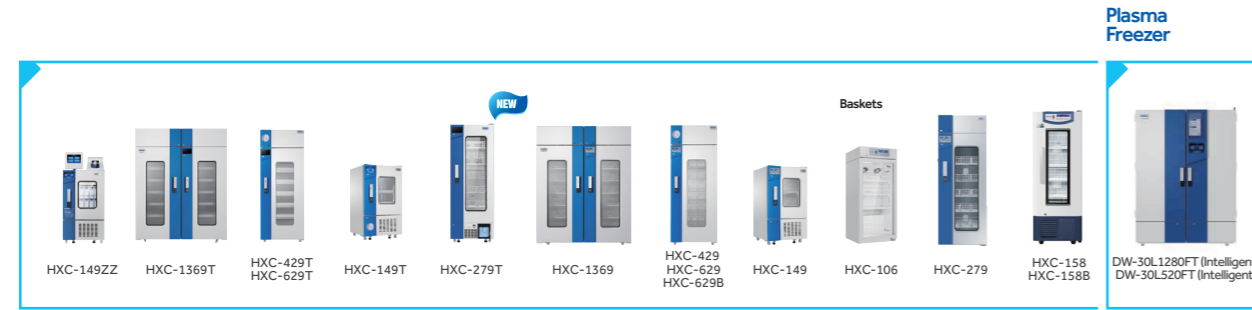 Plasma
Freezer
NEW
Baskets
HXC-149ZZ
HXC-1369T
HXC-429T
HXC-629T
HXC-149T
HXC-279T
HXC-1369
HXC-429
HXC-629
HXC-629B
HXC-149
HXC-106
HXC-279
HXC-158
HXC-158B
DW-30L1280FT (Intelligen
DW-30L520FT (Intelligent